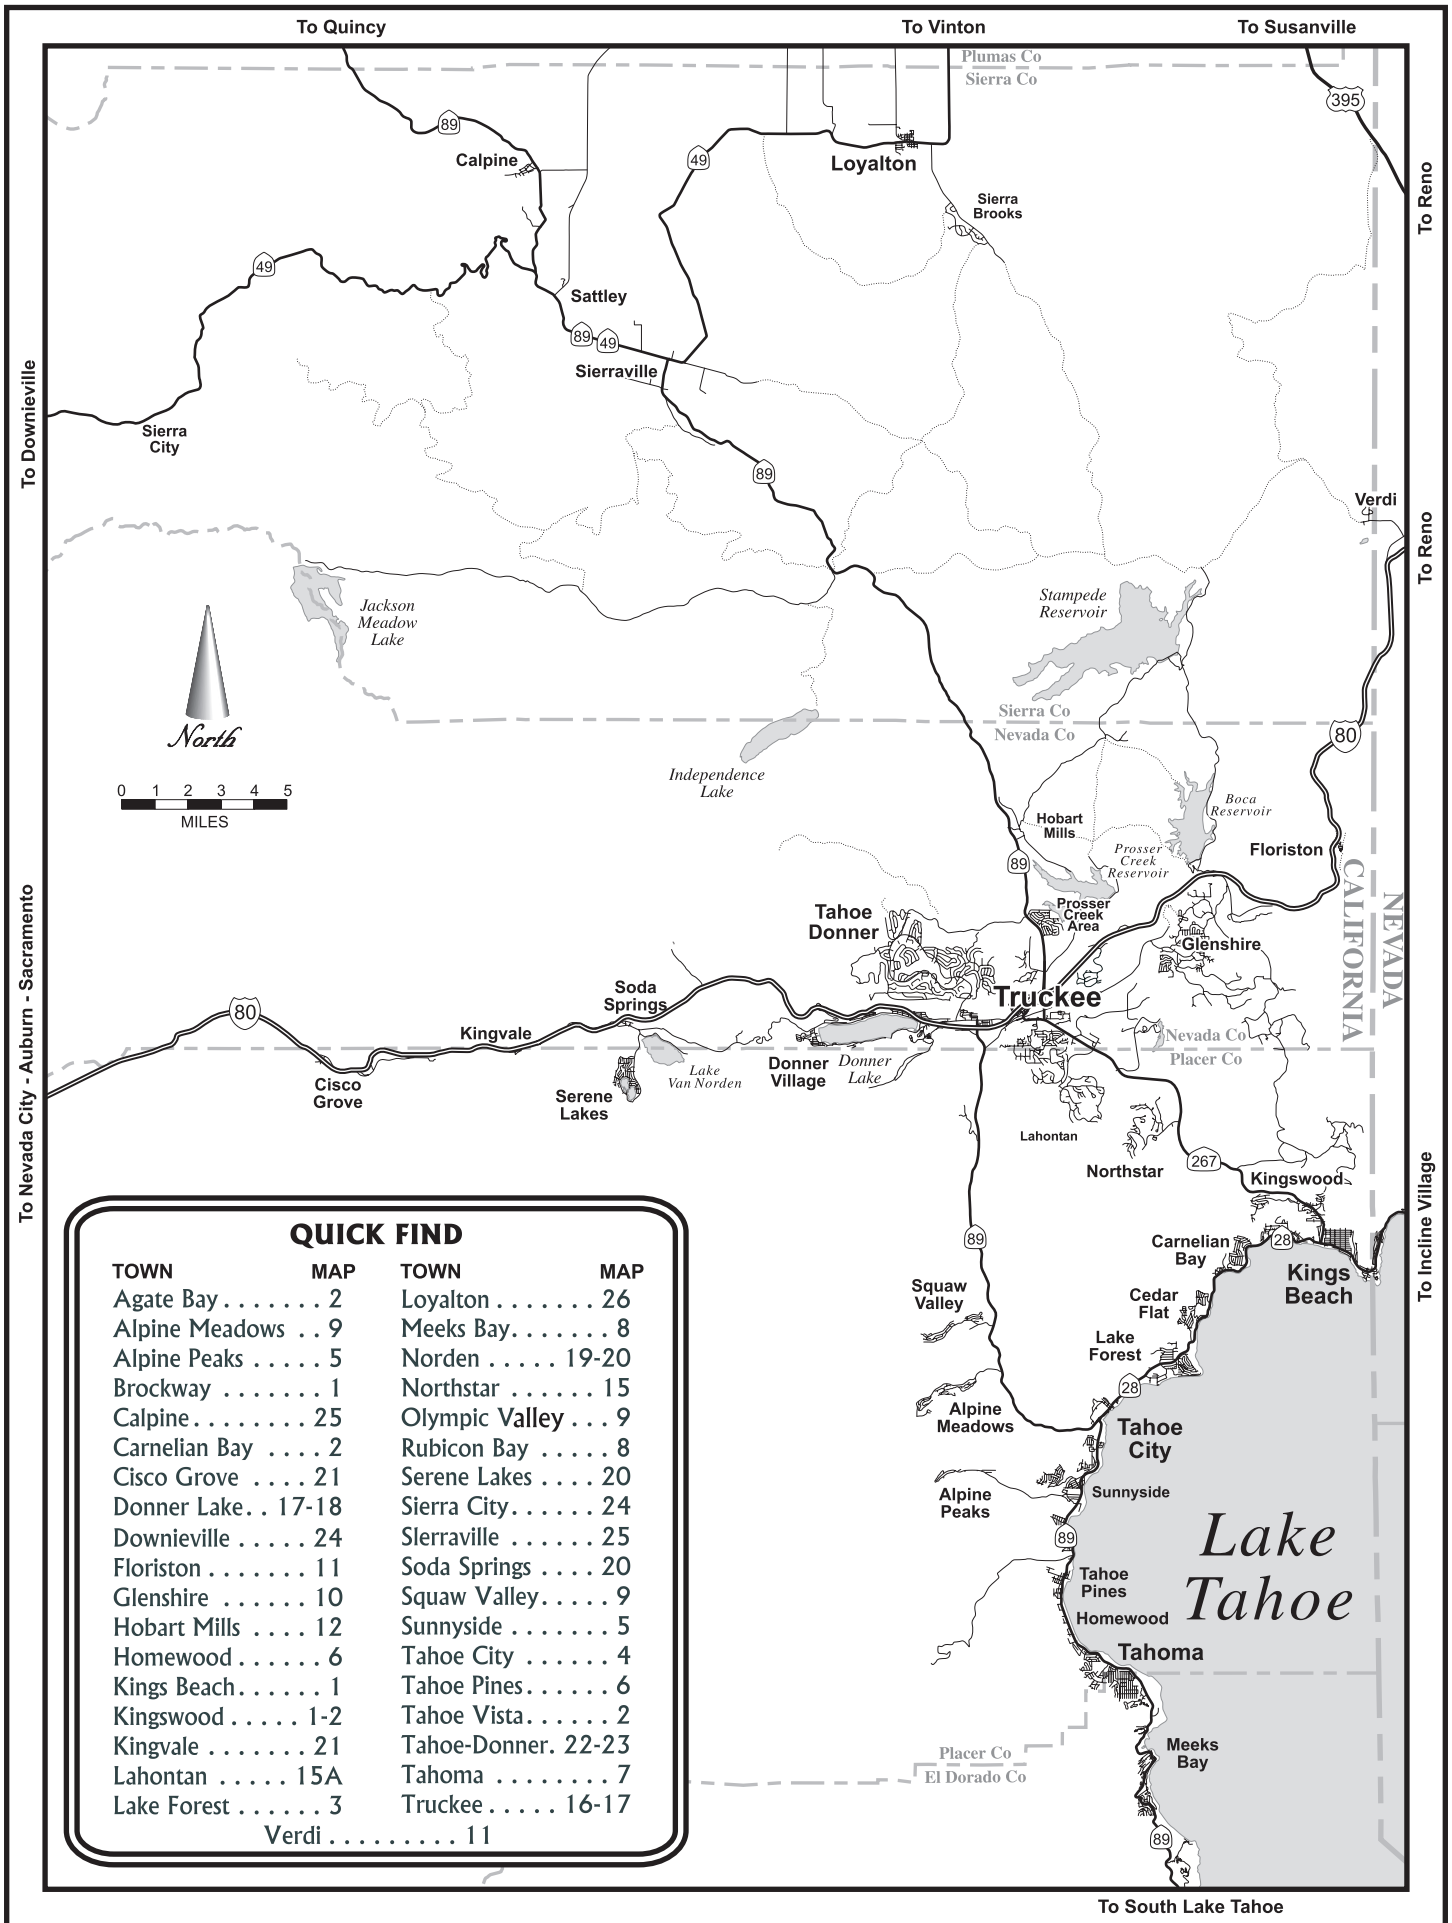 To Quincy
To Vinton
To Susanville
Plumas Co
Sierra Co
395
89
Calpine
49
Loyalton
Sierra
Brooks
To Reno
49
Sattley
89
49
Sierraville
To Downieville
Sierra
City
89
Verdi
To Reno
Jackson
Meadow
Lake
Stampede
Reservoir
North
Sierra Co
Nevada Co
80
Independence
Lake
0 1 2 3 4 5
MILES
Boca
Reservoir
Hobart
Mills
Prosser
Creek
Reservoir
Floriston
89
CALIFORNIA
NEVADA
Prosser
Creek
Area
Tahoe
Donner
Glenshire
To Nevada City - Auburn - Sacramento
Soda
Springs
Truckee
80
Kingvale
Nevada Co
Placer Co
Cisco
Grove
Lake
Van Norden
Donner
Village
Donner
Lake
Serene
Lakes
Lahontan
Northstar
267
Kingswood
To Incline Village
89
Carnelian
Bay
28
Kings
Beach
Squaw
Valley
Cedar
Flat
Lake
Forest
28
Alpine
Meadows
Tahoe
City
Alpine
Peaks
Sunnyside
89
Lake
Tahoe
Tahoe
Pines
Homewood
Tahoma
Placer Co
El Dorado Co
Meeks
Bay
89
To South Lake Tahoe
QUICK FIND
TOWN MAP
Agate Bay . . . . . . . 2
Alpine Meadows . . 9
Alpine Peaks . . . . . 5
Brockway . . . . . . . 1
Calpine . . . . . . . . 25
Carnelian Bay . . . . 2
Cisco Grove . . . . 21
Donner Lake . . 17-18
Downieville . . . . . 24
Floriston . . . . . . . 11
Glenshire . . . . . . 10
Hobart Mills . . . . 12
Homewood . . . . . . 6
Kings Beach . . . . . . 1
Kingswood . . . . . 1-2
Kingvale . . . . . . . 21
Lahontan . . . . . 15A
Lake Forest . . . . . . 3
TOWN MAP
Loyalton . . . . . . . 26
Meeks Bay . . . . . . . 8
Norden . . . . . 19-20
Northstar . . . . . . 15
Olympic Valley . . . 9
Rubicon Bay . . . . . 8
Serene Lakes . . . . 20
Sierra City . . . . . . 24
SIerraville . . . . . . 25
Soda Springs . . . . 20
Squaw Valley . . . . . 9
Sunnyside . . . . . . . 5
Tahoe City . . . . . . 4
Tahoe Pines . . . . . . 6
Tahoe Vista . . . . . . 2
Tahoe-Donner. 22-23
Tahoma . . . . . . . . 7
Truckee . . . . . 16-17
Verdi . . . . . . . . . 11